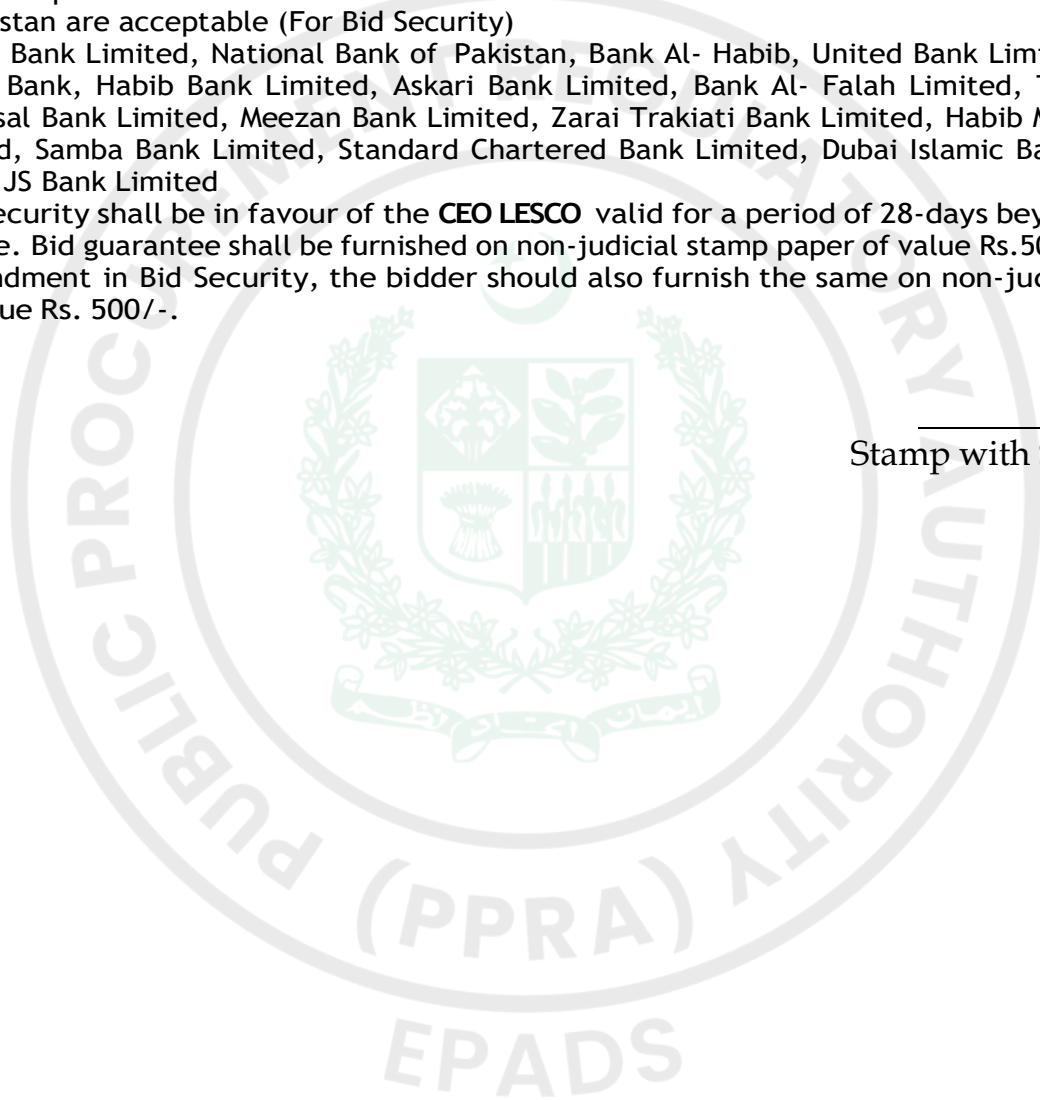 stan are acceptable (For Bid Security)
Bank Limited, National Bank of Pakistan, Bank Al- Habib, United Bank Lim
Bank, Habib Bank Limited, Askari Bank Limited, Bank Al- Falah Limited, T
sal Bank Limited, Meezan Bank Limited, Zarai Trakiati Bank Limited, Habib M
d, Samba Bank Limited, Standard Chartered Bank Limited, Dubai Islamic Ba
JS Bank Limited
ecurity shall be in favour of the CEO LESCO valid for a period of 28-days bey
e. Bid guarantee shall be furnished on non-judicial stamp paper of value Rs.50
ndment in Bid Security, the bidder should also furnish the same on non-jud
ue Rs. 500/-.
Stamp with
PUBLIC PROCUREMENT REGULATORY AUTHORITY
(PPRA)
EPADS